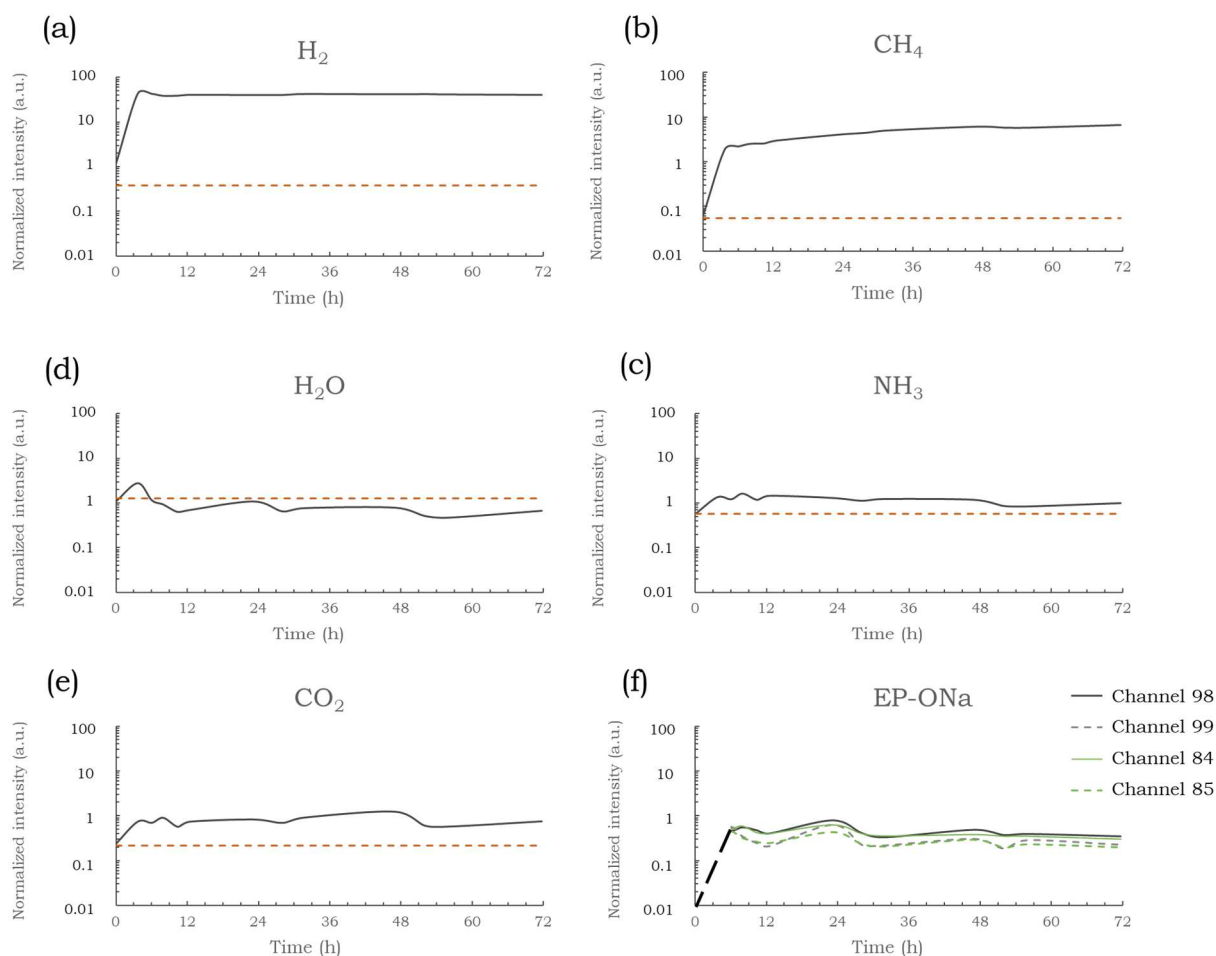 (a)
H₂
Normalized intensity (a.u.)
100
10
1
0.1
0.01
0 12 24 36 48 60 72
Time (h)
(b)
CH₄
Normalized intensity (a.u.)
100
10
1
0.1
0.01
0 12 24 36 48 60 72
Time (h)
(d)
H₂O
Normalized intensity (a.u.)
100
10
1
0.1
0.01
0 12 24 36 48 60 72
Time (h)
(c)
NH₃
Normalized intensity (a.u.)
100
10
1
0.1
0.01
0 12 24 36 48 60 72
Time (h)
(e)
CO₂
Normalized intensity (a.u.)
100
10
1
0.1
0.01
0 12 24 36 48 60 72
Time (h)
(f)
EP-ONa
Channel 98
Channel 99
Channel 84
Channel 85
Normalized intensity (a.u.)
100
10
1
0.1
0.01
0 12 24 36 48 60 72
Time (h)